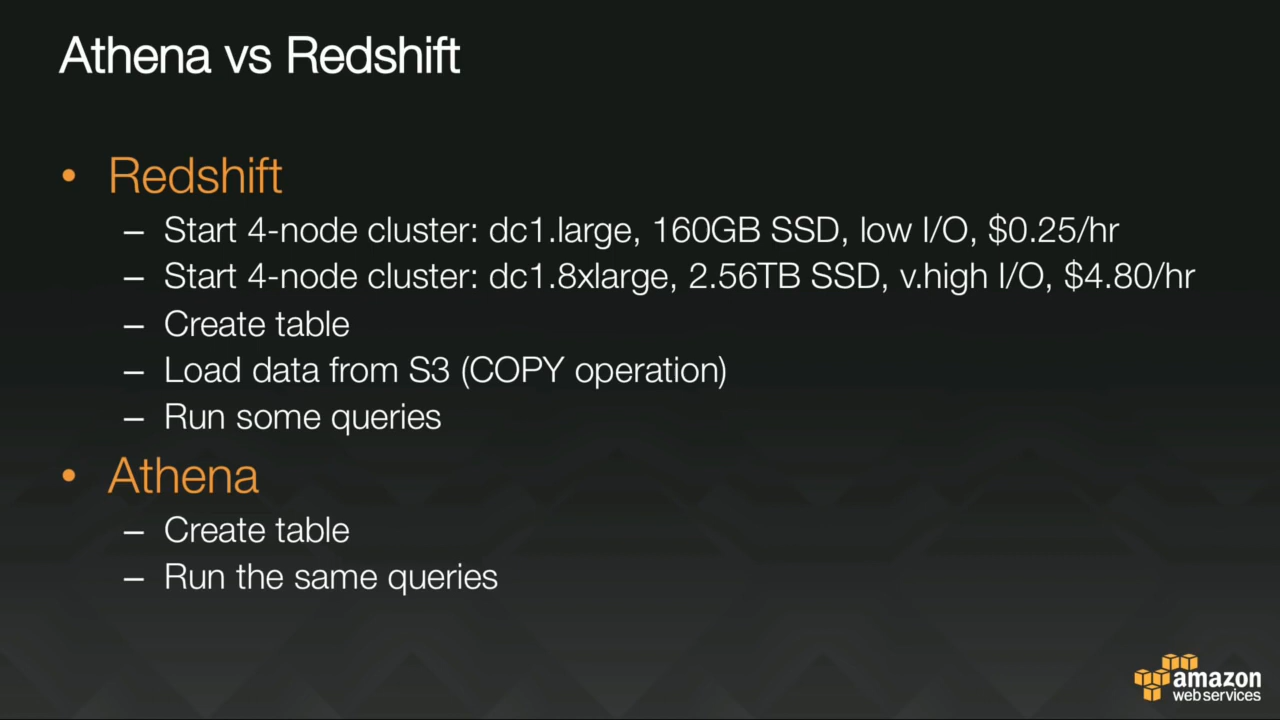 Athena vs Redshift
• Redshift
– Start 4-node cluster: dc1.large, 160GB SSD, low I/O, $0.25/hr
– Start 4-node cluster: dc1.8xlarge, 2.56TB SSD, v.high I/O, $4.80/hr
– Create table
– Load data from S3 (COPY operation)
– Run some queries
• Athena
– Create table
– Run the same queries
amazon
web services